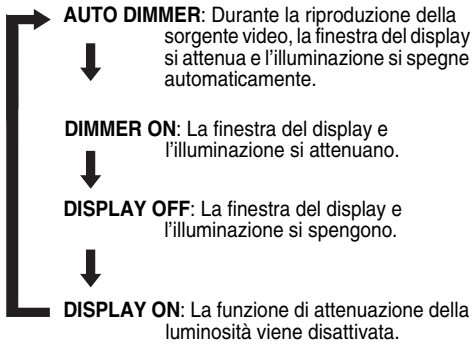 AUTO DIMMER: Durante la riproduzione della
sorgente video, la finestra del display
si attenua e l'illuminazione si spegne
automaticamente.
DIMMER ON: La finestra del display e
l'illuminazione si attenuano.
DISPLAY OFF: La finestra del display e
l'illuminazione si spengono.
DISPLAY ON: La funzione di attenuazione della
luminosità viene disattivata.